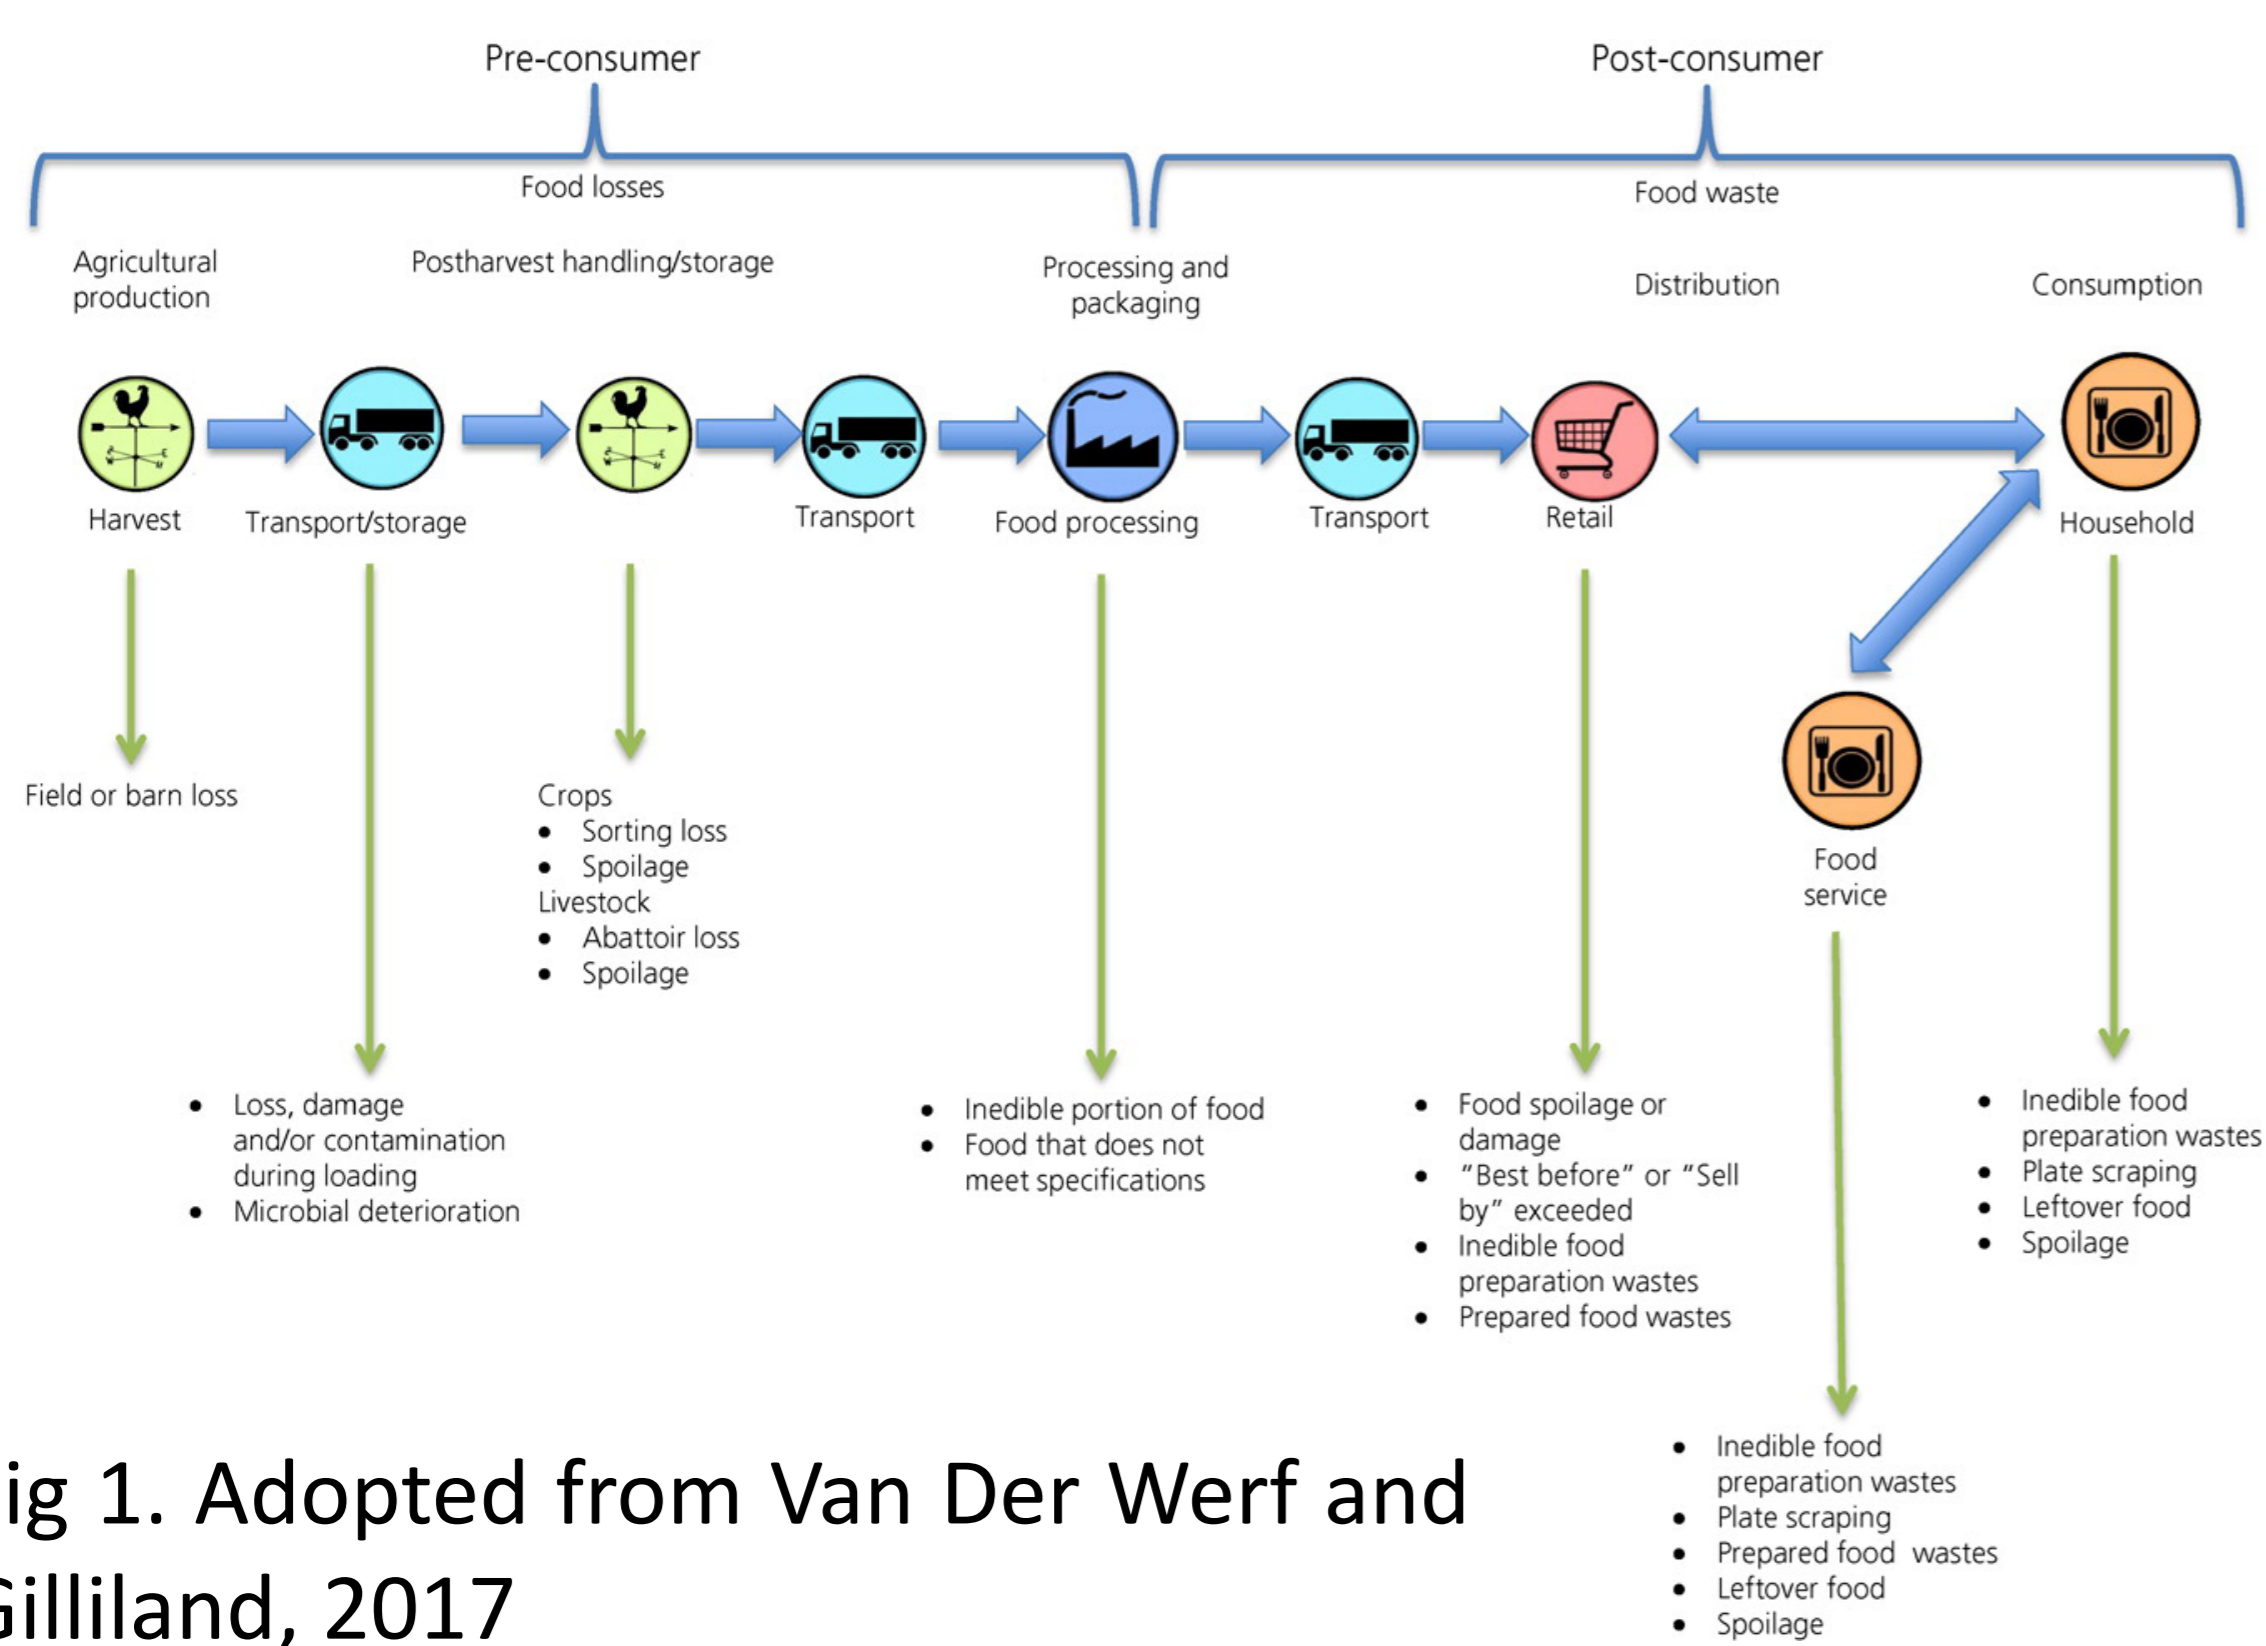 Pre-consumer
Post-consumer
Food losses
Food waste
Agricultural
production
Postharvest handling/storage
Processing and
packaging
Distribution
Consumption
Harvest
Transport/storage
Transport
Food processing
Transport
Retail
Household
Field or barn loss
Crops
• Sorting loss
• Spoilage
Livestock
• Abattoir loss
• Spoilage
Food
service
• Loss, damage
and/or contamination
during loading
• Microbial deterioration
• Inedible portion of food
• Food that does not
meet specifications
• Food spoilage or
damage
• “Best before” or “Sell
by” exceeded
• Inedible food
preparation wastes
• Prepared food wastes
• Inedible food
preparation wastes
• Plate scraping
• Leftover food
• Spoilage
• Inedible food
preparation wastes
• Plate scraping
• Prepared food wastes
• Leftover food
• Spoilage
ig 1. Adopted from Van Der Werf and
Gilliland, 2017